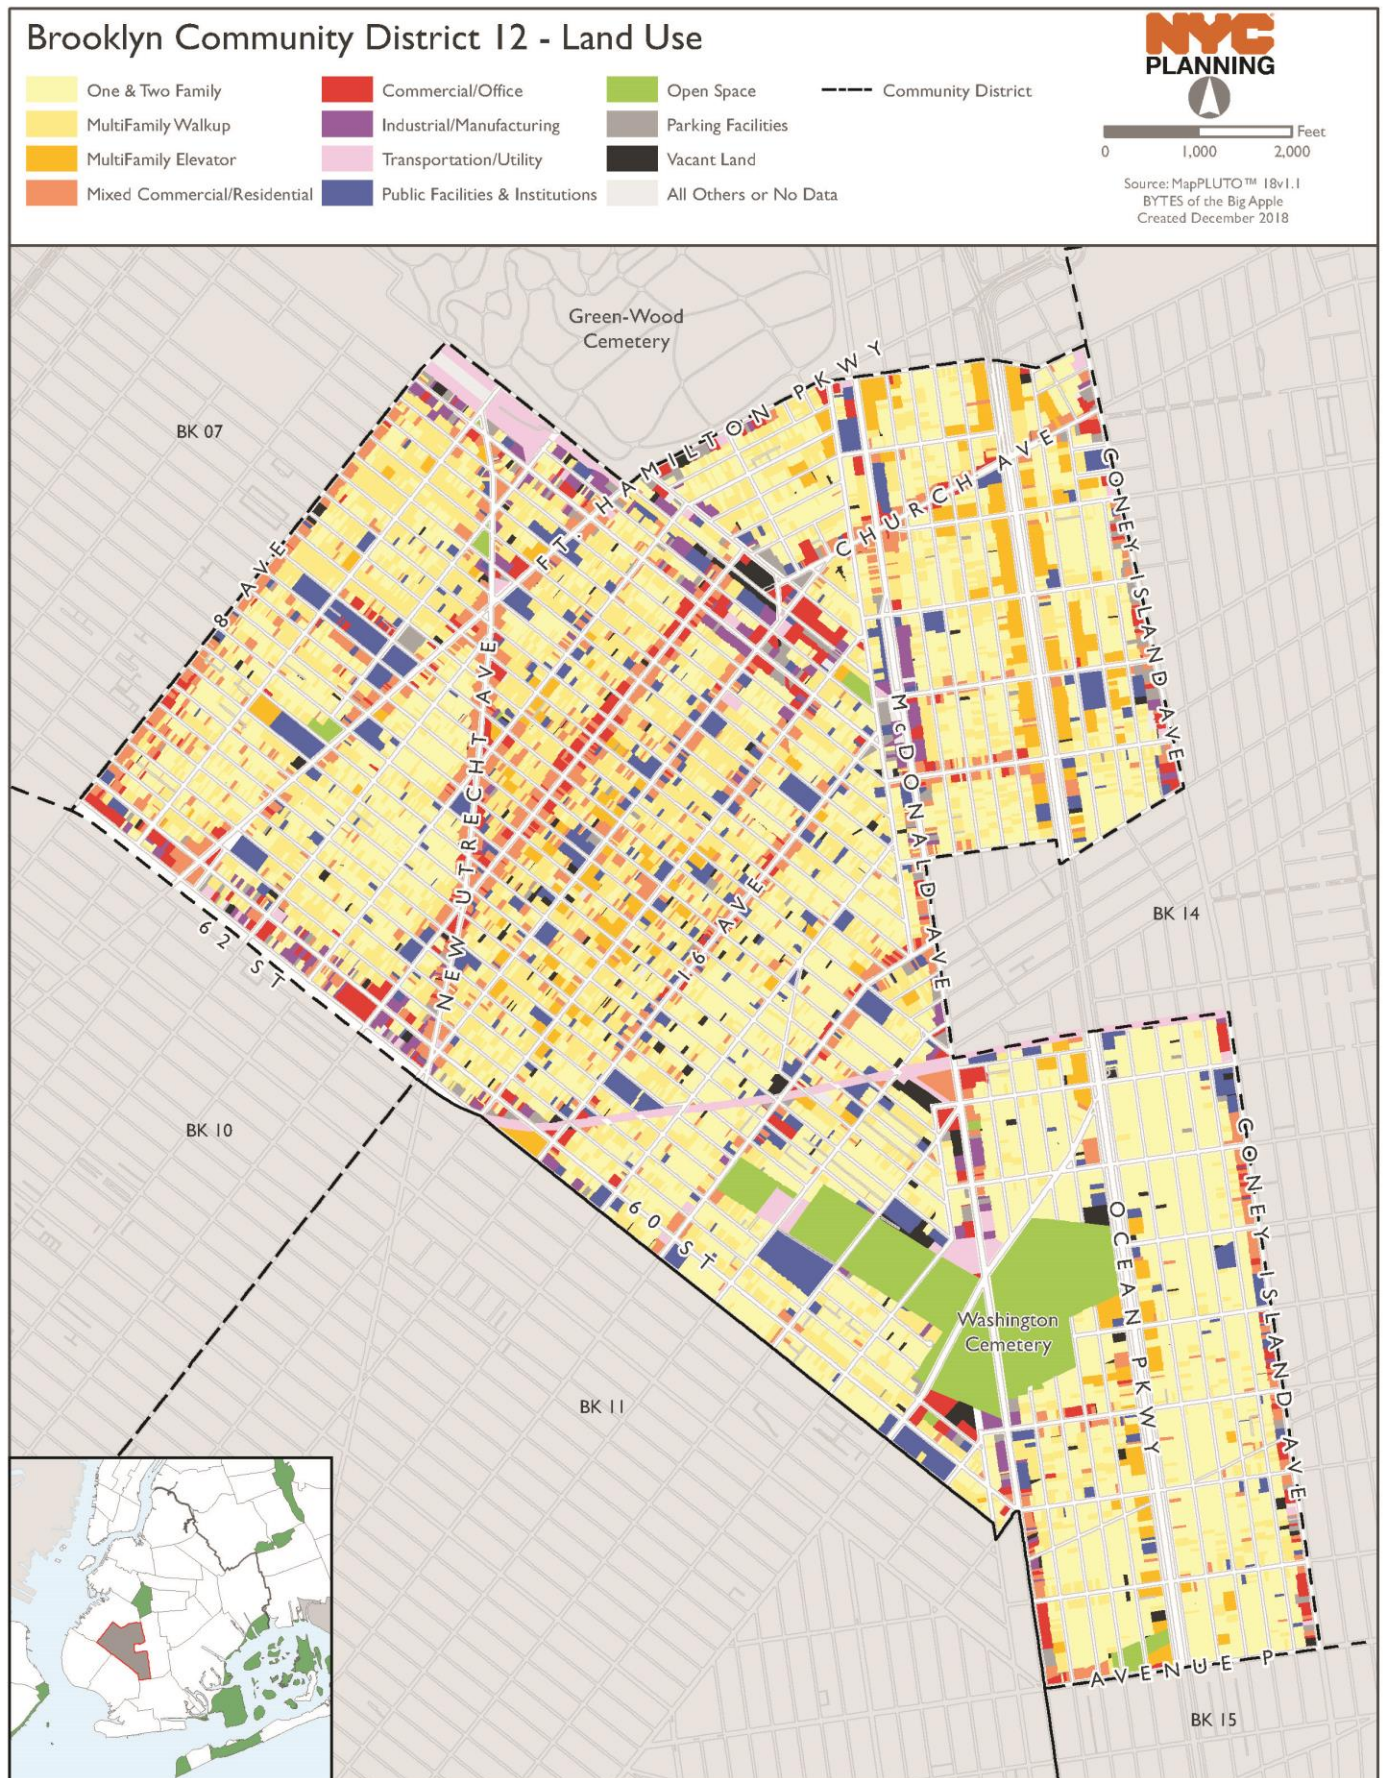 Brooklyn Community District 12 - Land Use
One & Two Family
MultiFamily Walkup
MultiFamily Elevator
Mixed Commercial/Residential
Commercial/Office
Industrial/Manufacturing
Transportation/Utility
Public Facilities & Institutions
Open Space
Parking Facilities
Vacant Land
All Others or No Data
Community District
NYC
PLANNING
Feet
0 1,000 2,000
Source: MapPLUTO™ 18v1.1
BYTES of the Big Apple
Created December 2018
Green-Wood
Cemetery
BK 07
FT. HAMILTON PKWY
CHURCH AVE
CONEY ISLAND AVE
8 AVE
NEW UTRECHT AVE
McDONALD AVE
16 AVE
62 ST
BK 14
BK 10
60 ST
OCEAN PKWY
CONEY ISLAND AVE
Washington
Cemetery
BK 11
AVENUE P
BK 15